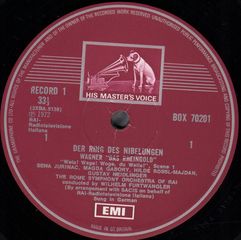 HIS MASTER'S VOICE
RECORD 1
33⅓
(2XBA.8138)
℗ 1972
RAI-
Radiotelevisione
Italiana
1
BOX 70201
1
DER RING DES NIBELUNGEN
WAGNER "DAS RHEINGOLD"
"Weia! Waga! Woge, du Welle!", Scene 1
SENA JURINAC, MAGDA GABORY, HILDE RÖSSL-MAJDAN,
GUSTAV NEIDLINGER
THE ROME SYMPHONY ORCHESTRA OF RAI
conducted by WILHELM FURTWÄNGLER
(By arrangement with SACIS on behalf of
RAI-Radiotelevisione Italiana)
Sung in German
EMI